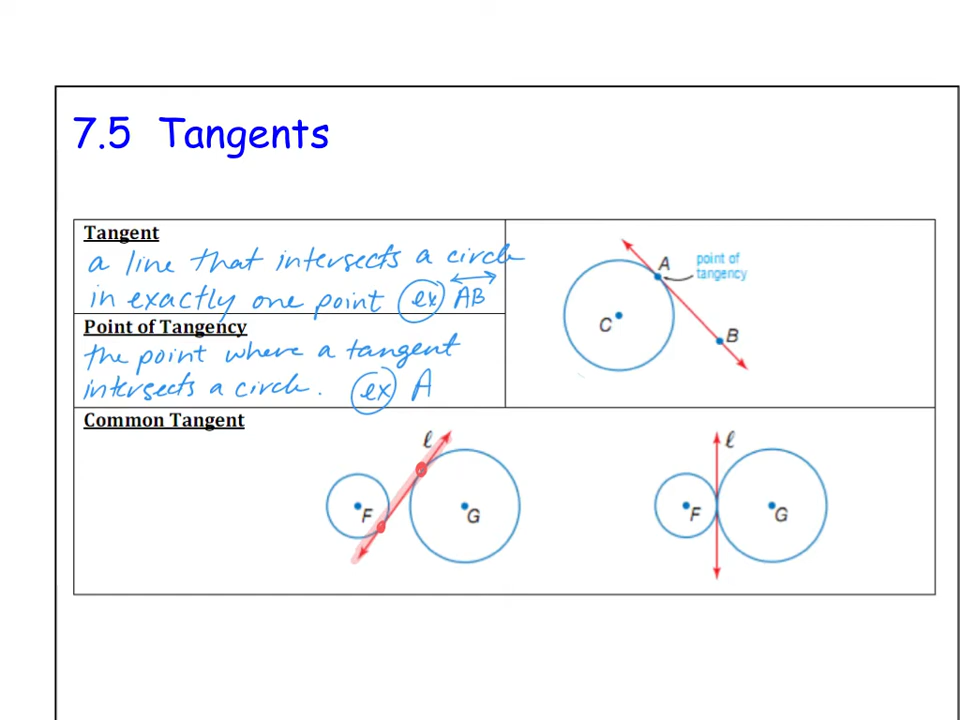 7.5 Tangents
Tangent
a line that intersects a circle
in exactly one point ex AB
Point of Tangency
the point where a tangent
intersects a circle. ex A
A
point of
tangency
C
B
Common Tangent
ℓ
F
G
ℓ
F
G